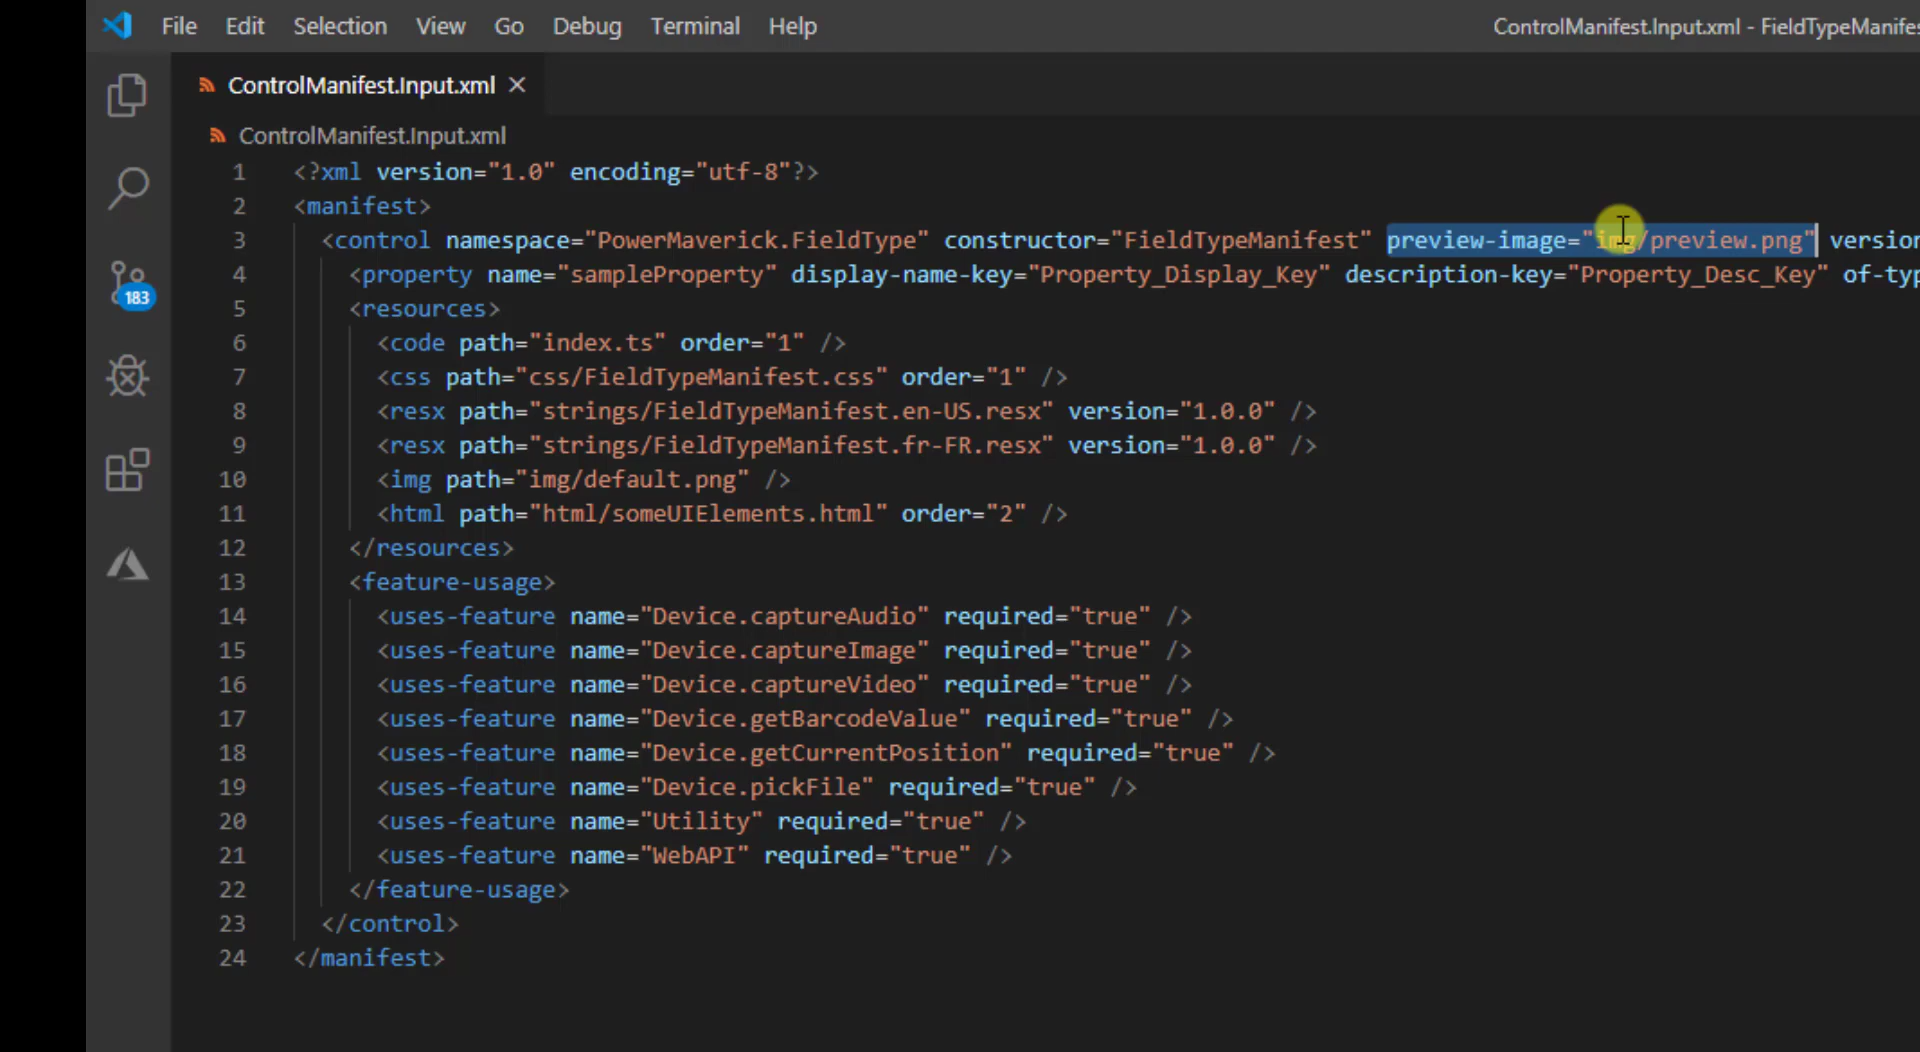 File Edit Selection View Go Debug Terminal Help
ControlManifest.Input.xml - FieldTypeManifes
ControlManifest.Input.xml
ControlManifest.Input.xml
183
1 <?xml version="1.0" encoding="utf-8"?>
2 <manifest>
3 <control namespace="PowerMaverick.FieldType" constructor="FieldTypeManifest" preview-image="img/preview.png" version
4 <property name="sampleProperty" display-name-key="Property_Display_Key" description-key="Property_Desc_Key" of-typ
5 <resources>
6 <code path="index.ts" order="1" />
7 <css path="css/FieldTypeManifest.css" order="1" />
8 <resx path="strings/FieldTypeManifest.en-US.resx" version="1.0.0" />
9 <resx path="strings/FieldTypeManifest.fr-FR.resx" version="1.0.0" />
10 <img path="img/default.png" />
11 <html path="html/someUIElements.html" order="2" />
12 </resources>
13 <feature-usage>
14 <uses-feature name="Device.captureAudio" required="true" />
15 <uses-feature name="Device.captureImage" required="true" />
16 <uses-feature name="Device.captureVideo" required="true" />
17 <uses-feature name="Device.getBarcodeValue" required="true" />
18 <uses-feature name="Device.getCurrentPosition" required="true" />
19 <uses-feature name="Device.pickFile" required="true" />
20 <uses-feature name="Utility" required="true" />
21 <uses-feature name="WebAPI" required="true" />
22 </feature-usage>
23 </control>
24 </manifest>